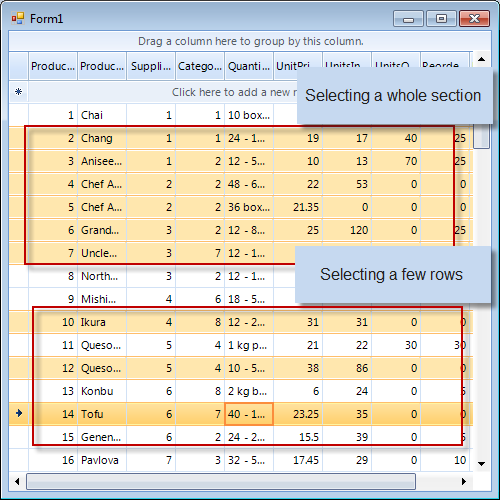 Form1
Drag a column here to group by this column.
Produc... Produc... Suppli... Catego... Quanti... UnitPri... UnitsIn... UnitsO... Reorde...
Click here to add a new r
Selecting a whole section
1 Chai 1 1 10 box...
2 Chang 1 1 24 - 1... 19 17 40 25
3 Anisee... 1 2 12 - 5... 10 13 70 25
4 Chef A... 2 2 48 - 6... 22 53 0 0
5 Chef A... 2 2 36 box... 21.35 0 0 0
6 Grand... 3 2 12 - 8... 25 120 0 25
7 Uncle... 3 7 12 - 1...
Selecting a few rows
8 North... 3 2 12 - 1...
9 Mishi... 4 6 18 - 5...
10 Ikura 4 8 12 - 2... 31 31 0 0
11 Queso... 5 4 1 kg p... 21 22 30 30
12 Queso... 5 4 10 - 5... 38 86 0 0
13 Konbu 6 8 2 kg b... 6 24 0 5
14 Tofu 6 7 40 - 1... 23.25 35 0 0
15 Genen... 6 2 24 - 2... 15.5 39 0 5
16 Pavlova 7 3 32 - 5... 17.45 29 0 10